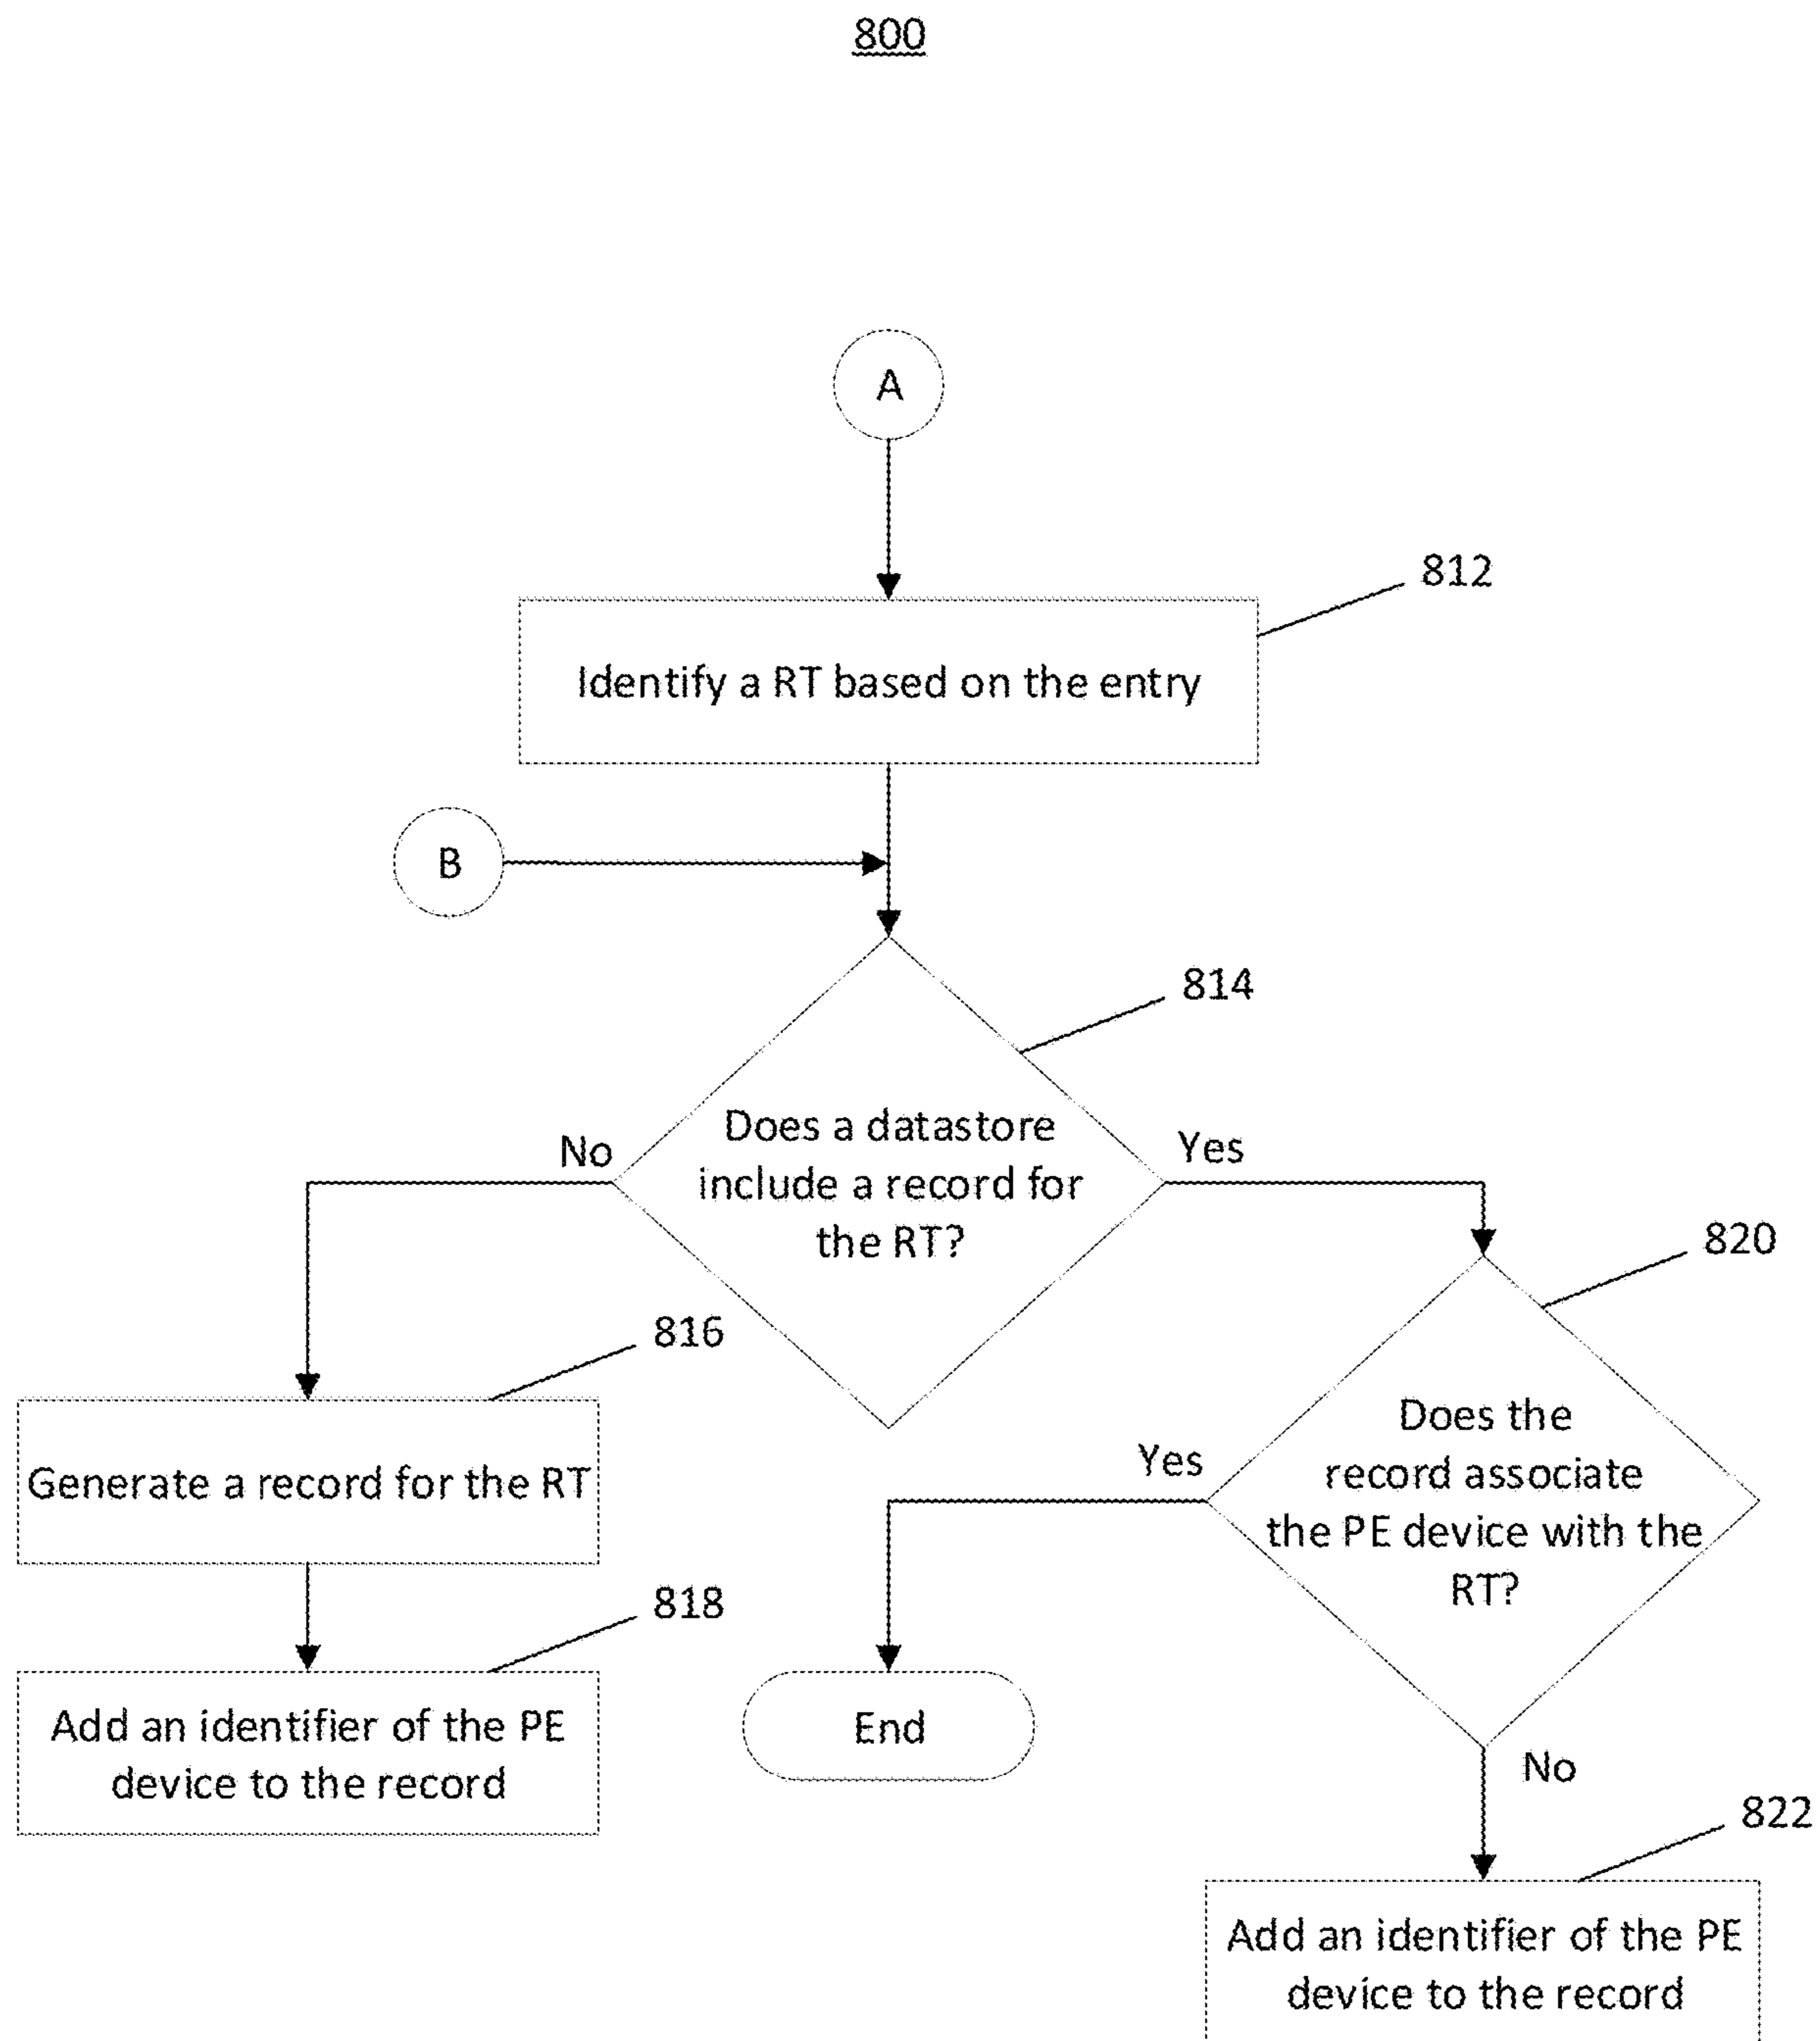 800
A
812
Identify a RT based on the entry
B
814
Does a datastore
include a record for
the RT?
No
Yes
820
816
Does the
record associate
the PE device with the
RT?
Yes
Generate a record for the RT
818
Add an identifier of the PE
device to the record
End
No
822
Add an identifier of the PE
device to the record